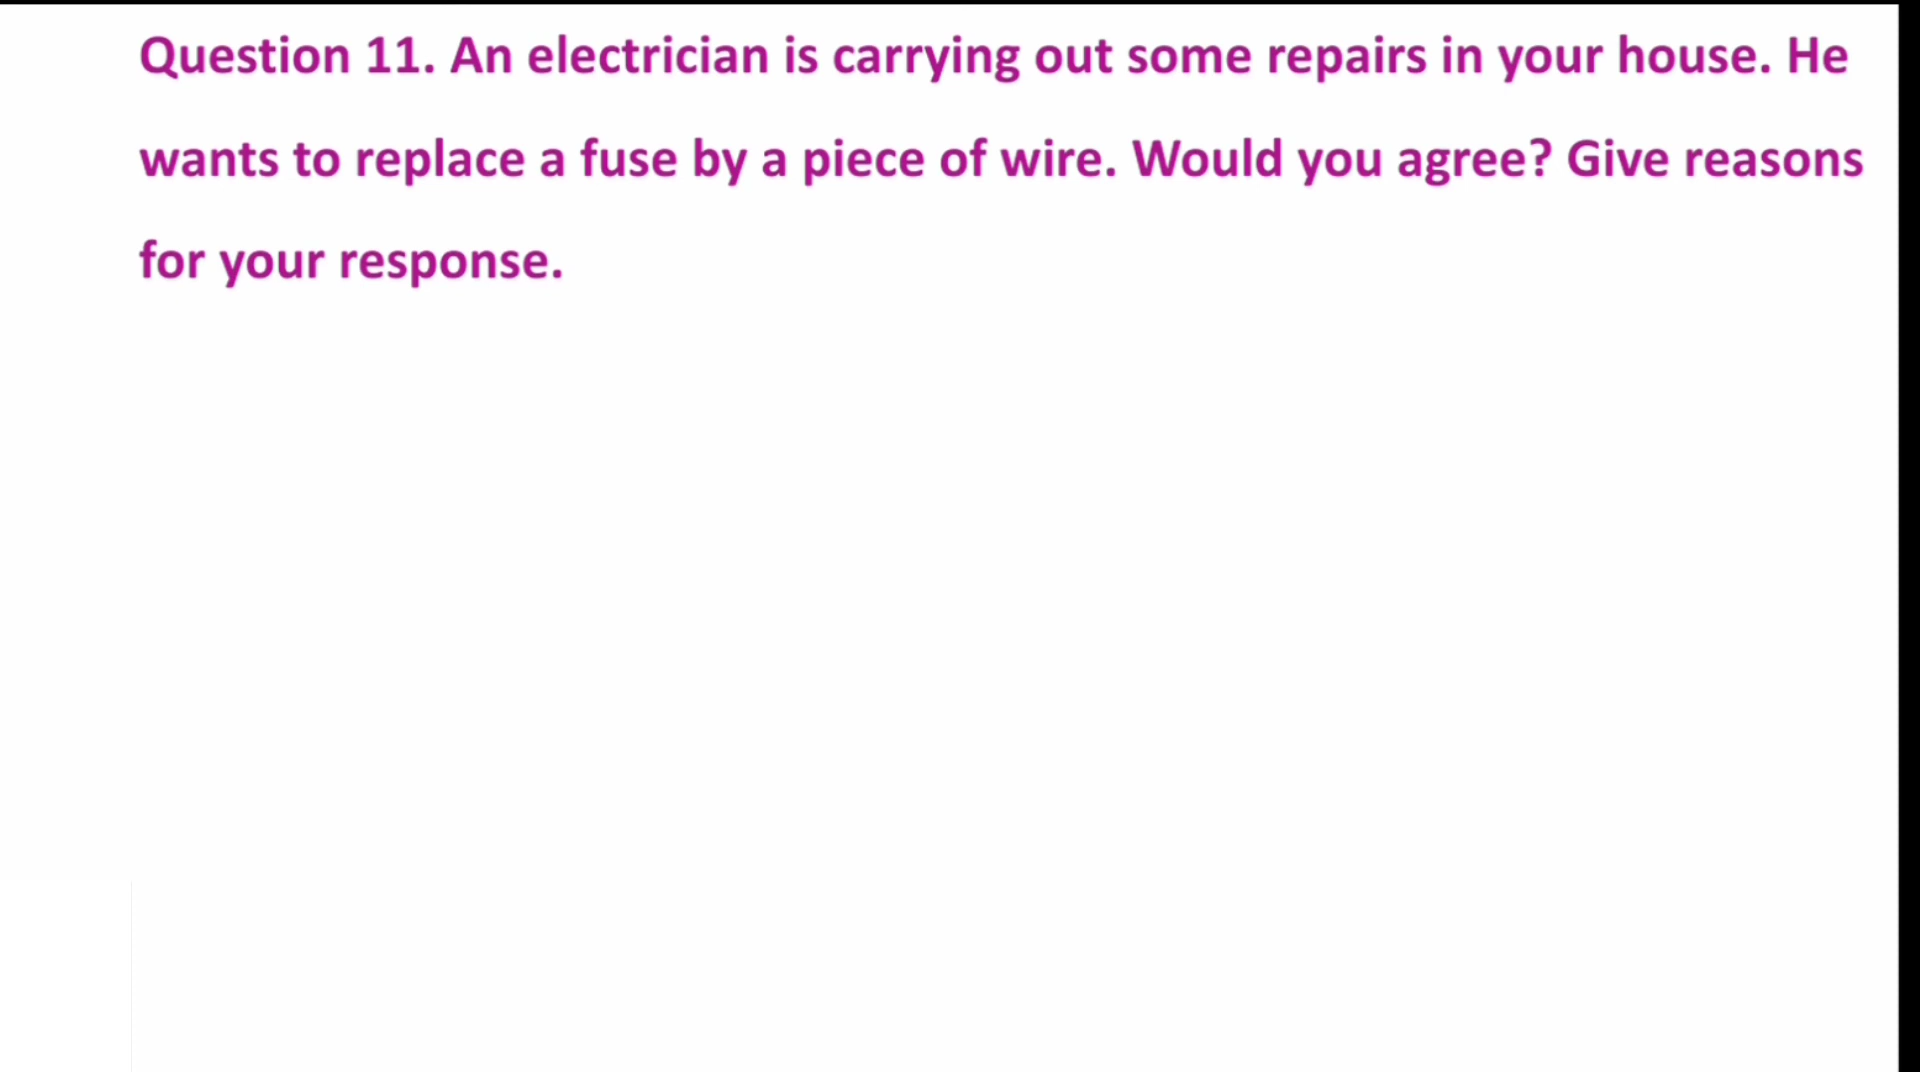 Question 11. An electrician is carrying out some repairs in your house. He
wants to replace a fuse by a piece of wire. Would you agree? Give reasons
for your response.